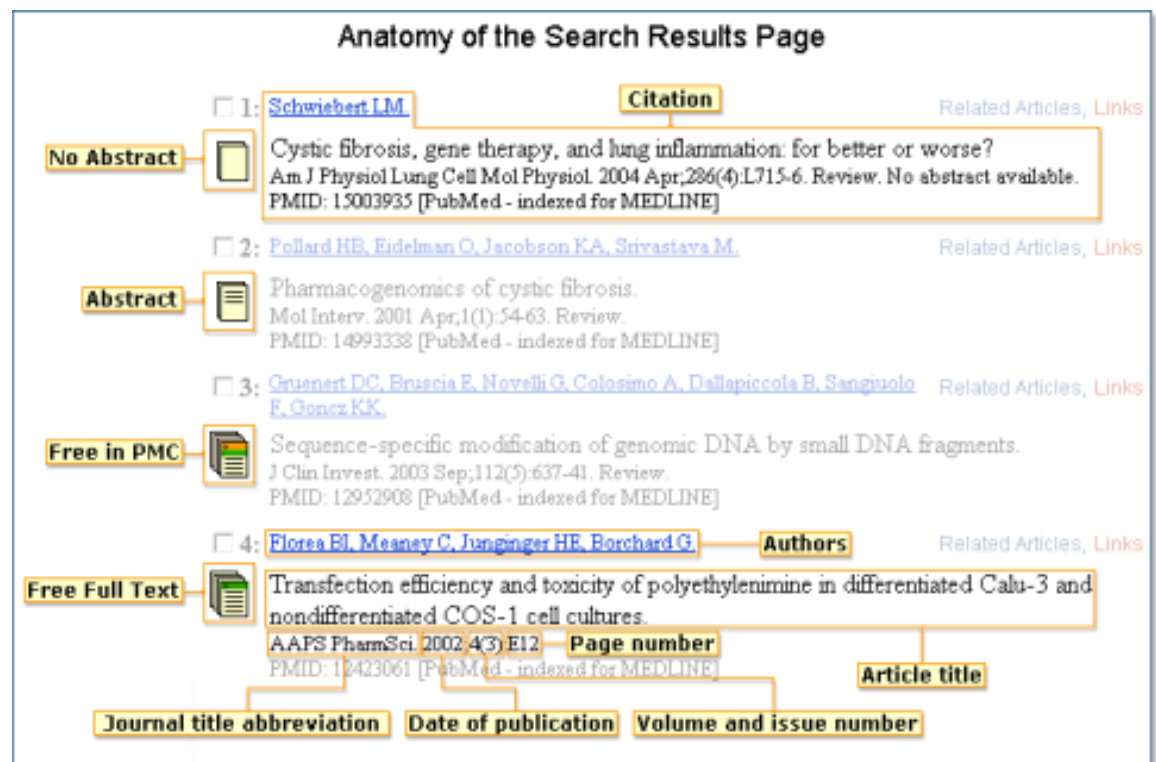 Anatomy of the Search Results Page
Citation
1: Schwiebert LM. Related Articles, Links
No Abstract
Cystic fibrosis, gene therapy, and lung inflammation: for better or worse?
Am J Physiol Lung Cell Mol Physiol. 2004 Apr;286(4):L715-6. Review. No abstract available.
PMID: 15003935 [PubMed - indexed for MEDLINE]
2: Pollard HB, Eidelman O, Jacobson KA, Srivastava M. Related Articles, Links
Abstract
Pharmacogenomics of cystic fibrosis.
Mol Interv. 2001 Apr;1(1):54-63. Review.
PMID: 14993338 [PubMed - indexed for MEDLINE]
3: Gruenert DC, Bruscia E, Novelli G, Colosimo A, Dallapiccola B, Sangiuolo Related Articles, Links
F, Goncz KK.
Free in PMC
Sequence-specific modification of genomic DNA by small DNA fragments.
J Clin Invest. 2003 Sep;112(5):637-41. Review.
PMID: 12952908 [PubMed - indexed for MEDLINE]
4: Florea BI, Meaney C, Junginger HE, Borchard G. Authors Related Articles, Links
Free Full Text
Transfection efficiency and toxicity of polyethylenimine in differentiated Calu-3 and
nondifferentiated COS-1 cell cultures.
AAPS PharmSci. 2002 4(3) E12 Page number
PMID: 12423061 [PubMed - indexed for MEDLINE]
Article title
Journal title abbreviation Date of publication Volume and issue number